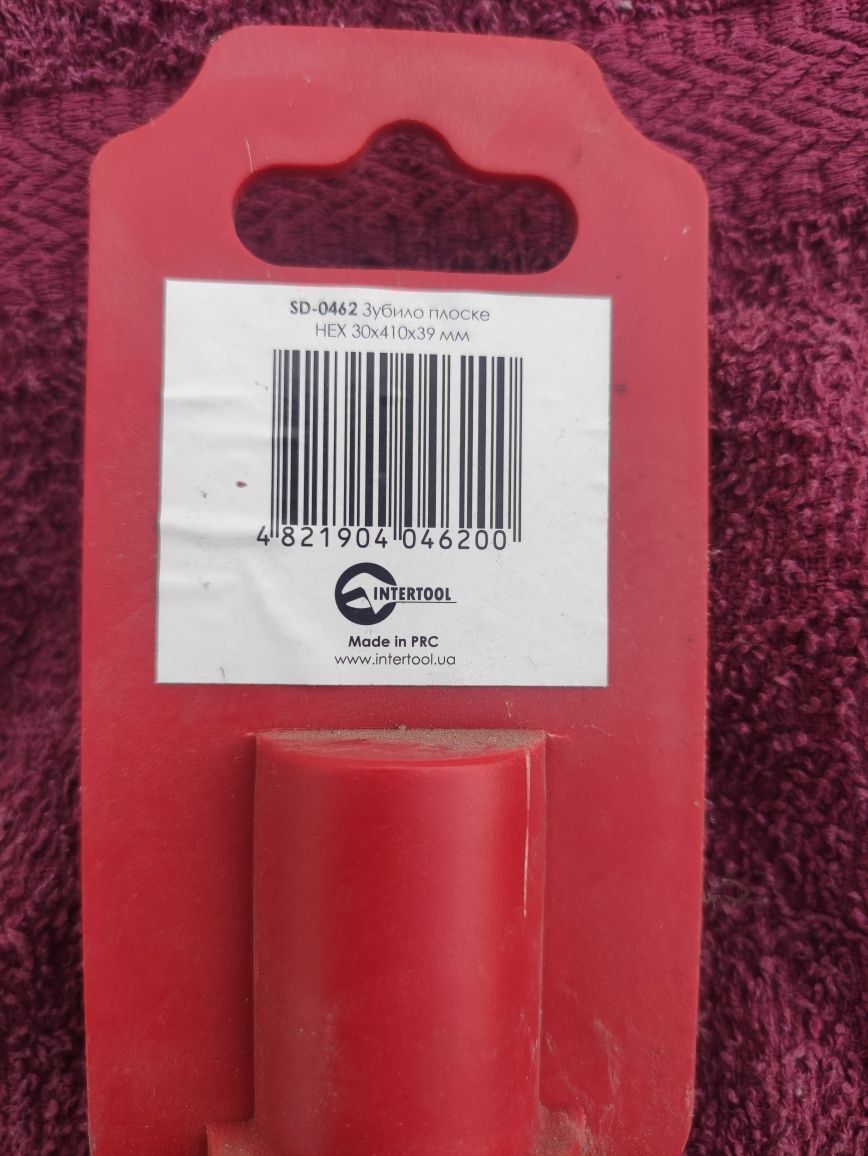 SD-0462 Зубило плоске
HEX 30x410x39 мм
4 821904 046200
INTERTOOL
Made in PRC
www.intertool.ua